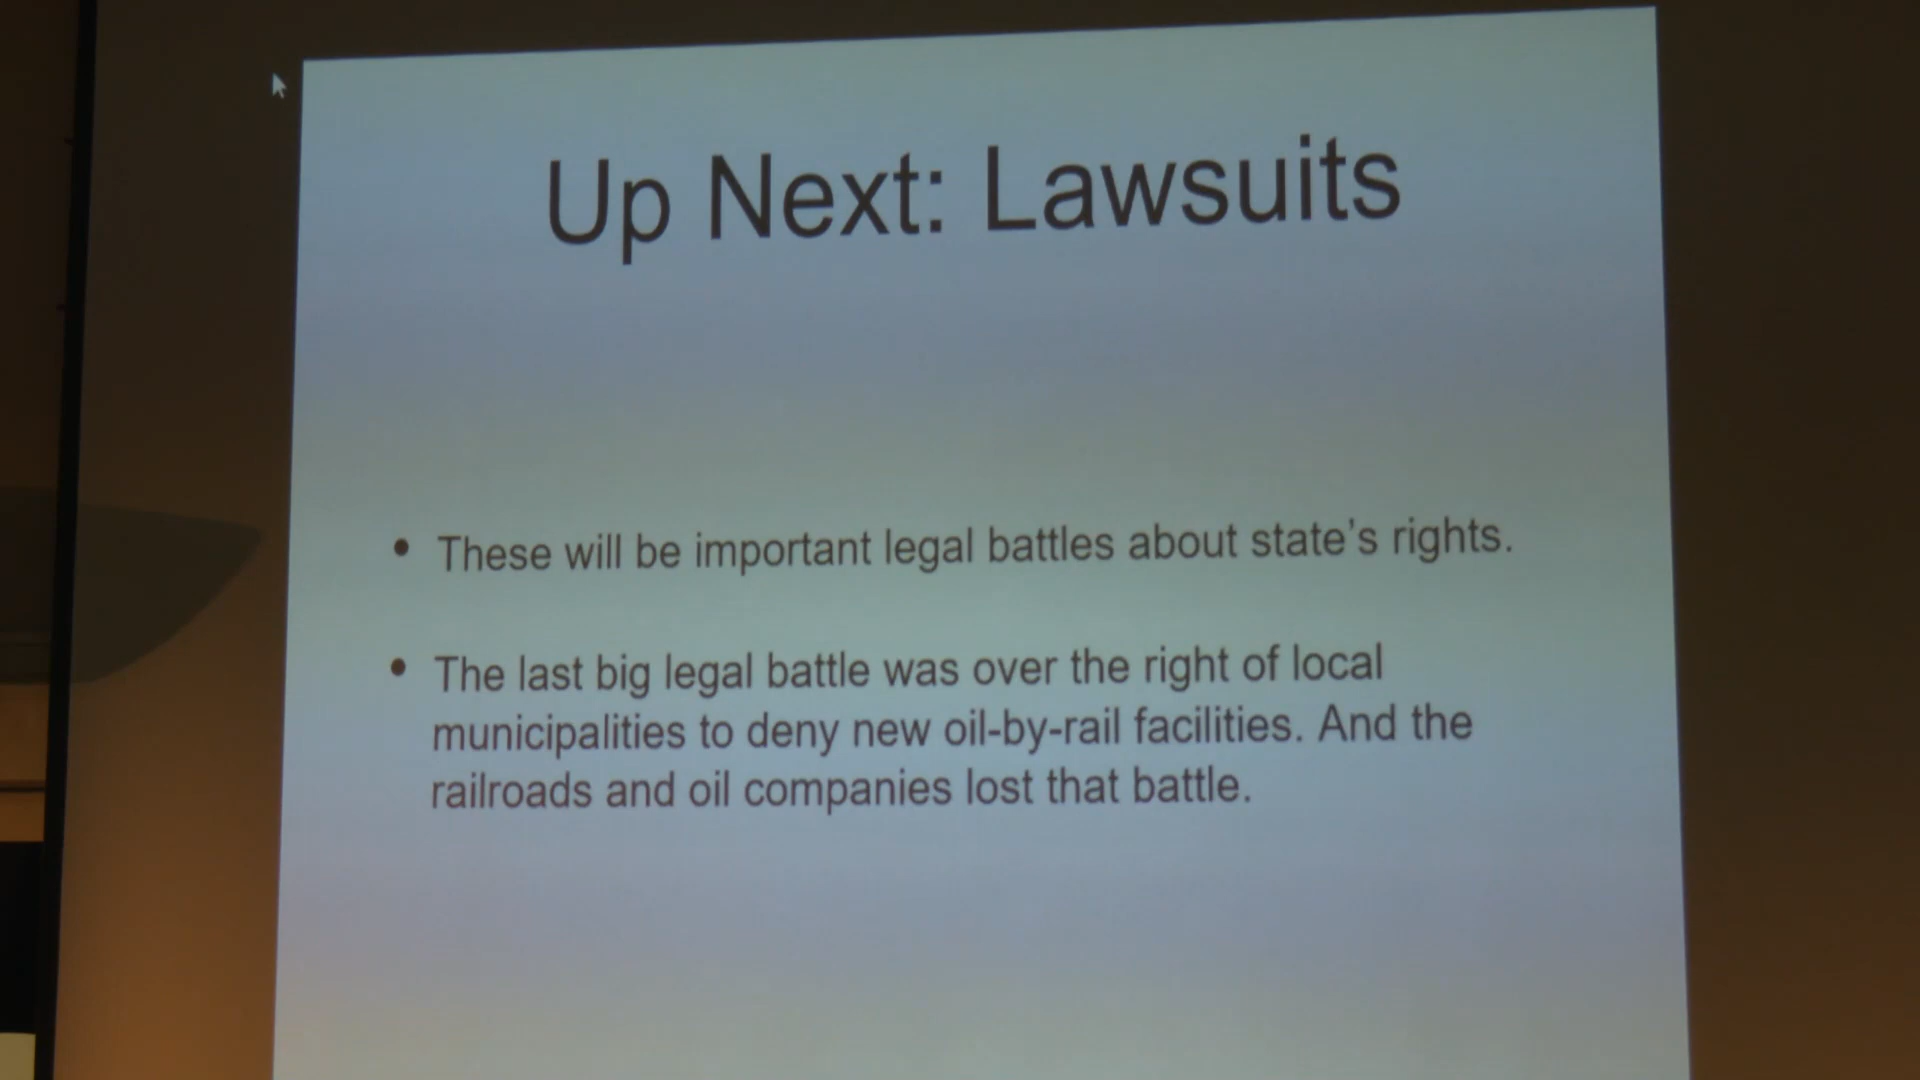 Up Next: Lawsuits
• These will be important legal battles about state's rights.
• The last big legal battle was over the right of local
municipalities to deny new oil-by-rail facilities. And the
railroads and oil companies lost that battle.